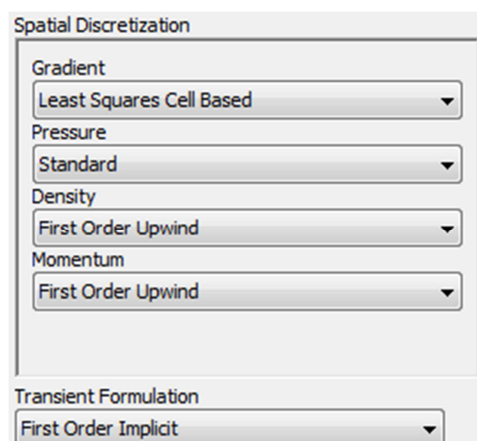 Spatial Discretization
Gradient
Least Squares Cell Based
Pressure
Standard
Density
First Order Upwind
Momentum
First Order Upwind
Transient Formulation
First Order Implicit